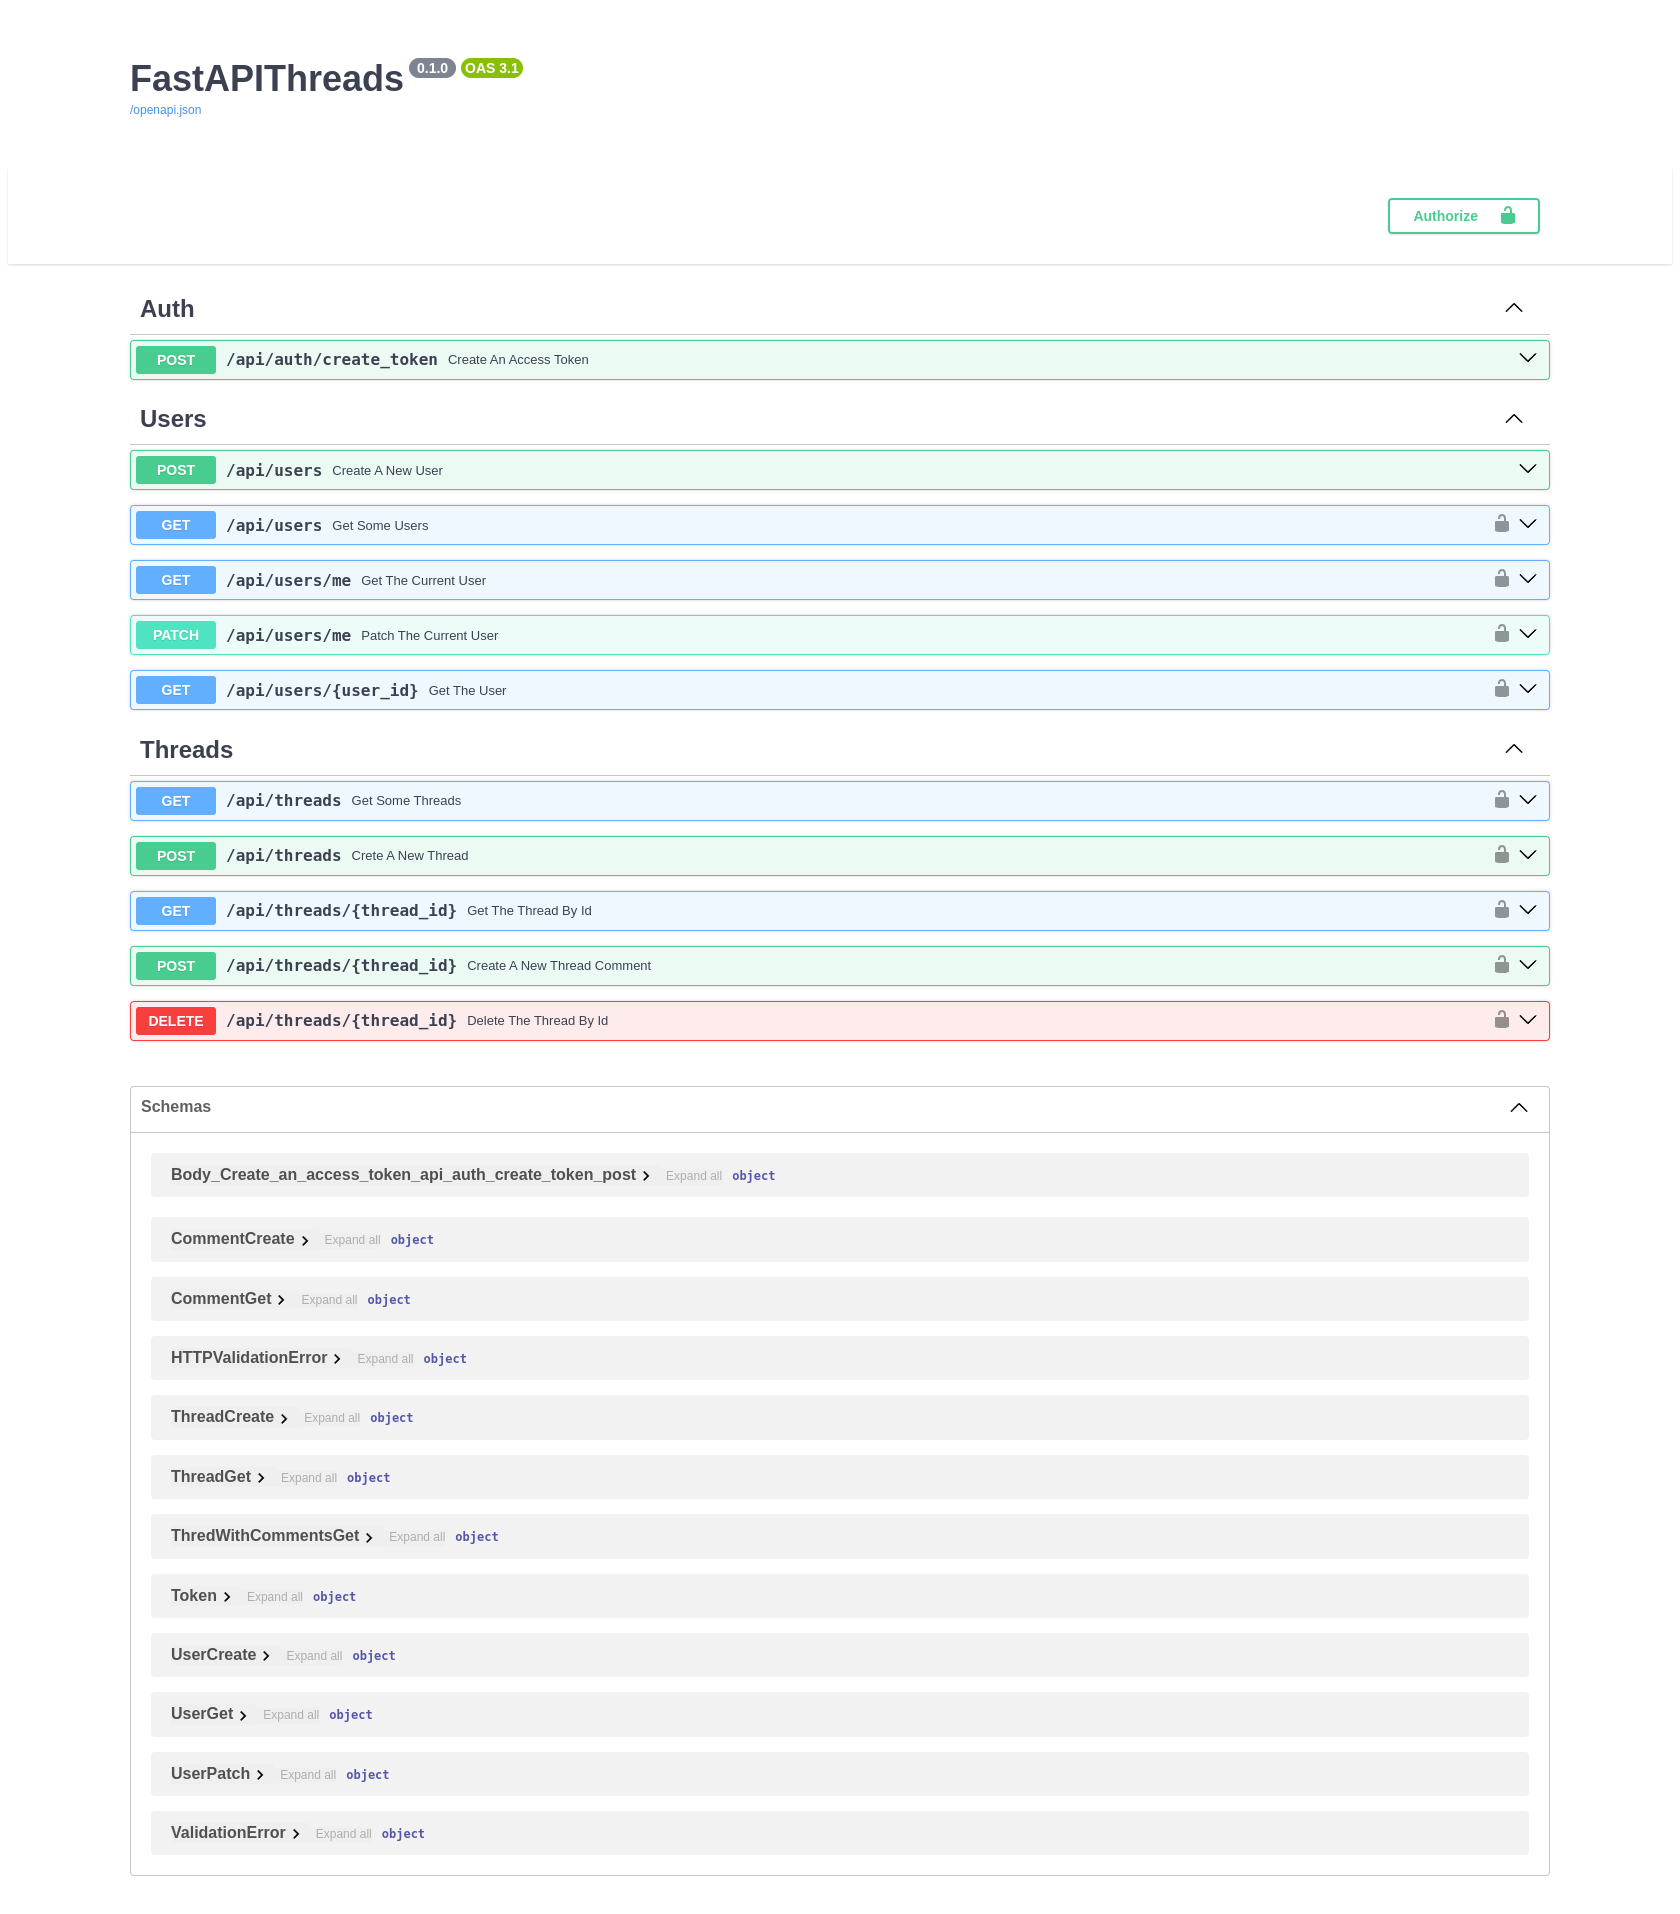 FastAPIThreads 0.1.0 OAS 3.1
/openapi.json
Authorize
Auth
POST /api/auth/create_token Create An Access Token
Users
POST /api/users Create A New User
GET /api/users Get Some Users
GET /api/users/me Get The Current User
PATCH /api/users/me Patch The Current User
GET /api/users/{user_id} Get The User
Threads
GET /api/threads Get Some Threads
POST /api/threads Crete A New Thread
GET /api/threads/{thread_id} Get The Thread By Id
POST /api/threads/{thread_id} Create A New Thread Comment
DELETE /api/threads/{thread_id} Delete The Thread By Id
Schemas
Body_Create_an_access_token_api_auth_create_token_post Expand all object
CommentCreate Expand all object
CommentGet Expand all object
HTTPValidationError Expand all object
ThreadCreate Expand all object
ThreadGet Expand all object
ThredWithCommentsGet Expand all object
Token Expand all object
UserCreate Expand all object
UserGet Expand all object
UserPatch Expand all object
ValidationError Expand all object